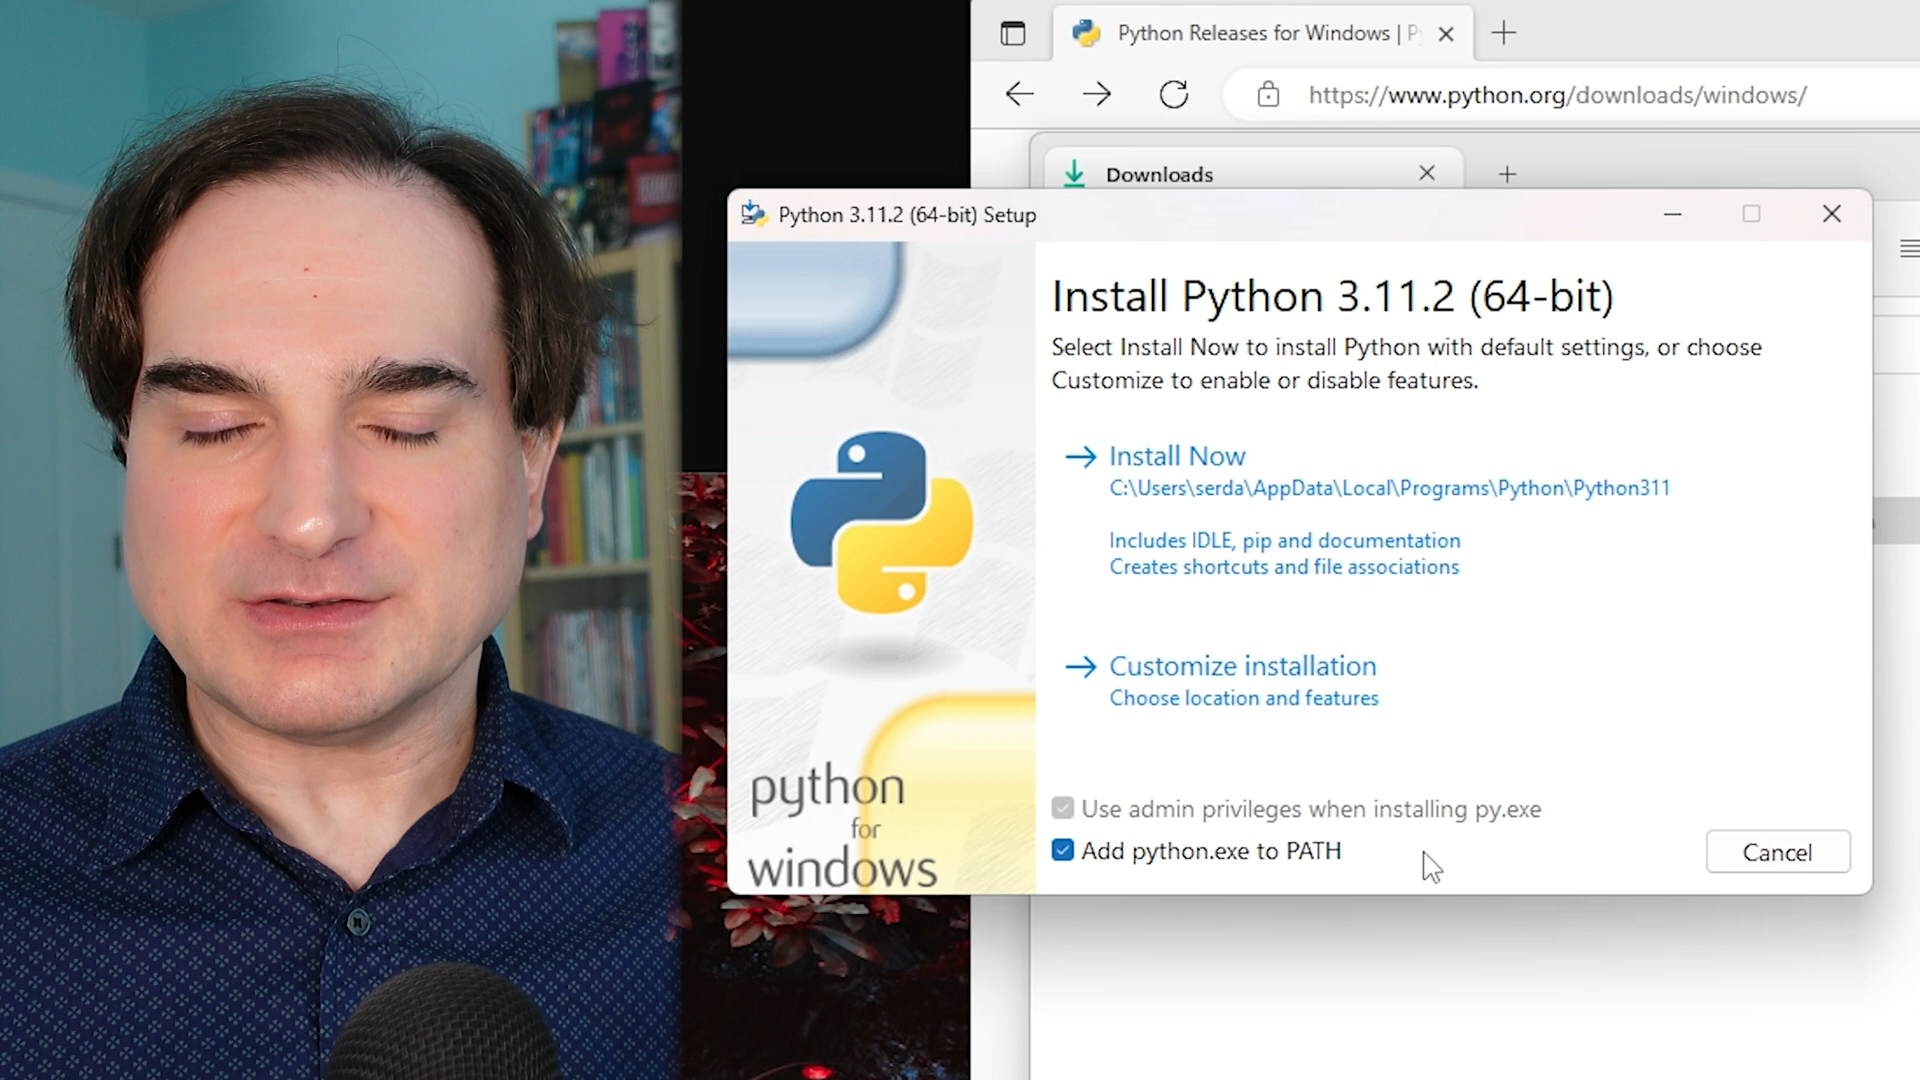 Python Releases for Windows | P
https://www.python.org/downloads/windows/
Downloads
Python 3.11.2 (64-bit) Setup
Install Python 3.11.2 (64-bit)
Select Install Now to install Python with default settings, or choose
Customize to enable or disable features.
Install Now
C:\Users\serda\AppData\Local\Programs\Python\Python311
Includes IDLE, pip and documentation
Creates shortcuts and file associations
Customize installation
Choose location and features
python
for
windows
Use admin privileges when installing py.exe
Add python.exe to PATH
Cancel